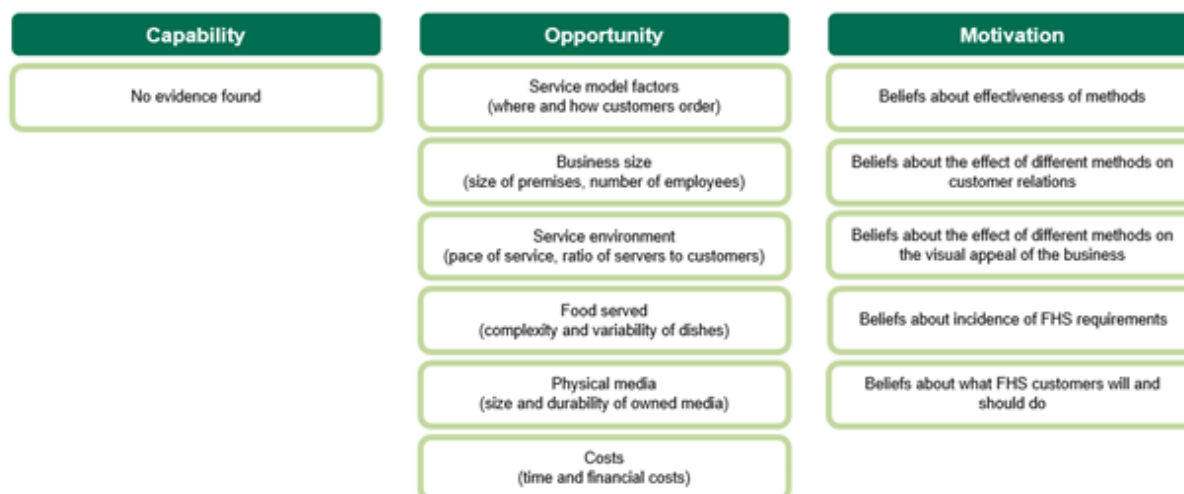 Capability
No evidence found
Opportunity
Service model factors
(where and how customers order)
Business size
(size of premises, number of employees)
Service environment
(pace of service, ratio of servers to customers)
Food served
(complexity and variability of dishes)
Physical media
(size and durability of owned media)
Costs
(time and financial costs)
Motivation
Beliefs about effectiveness of methods
Beliefs about the effect of different methods on
customer relations
Beliefs about the effect of different methods on
the visual appeal of the business
Beliefs about incidence of FHS requirements
Beliefs about what FHS customers will and
should do